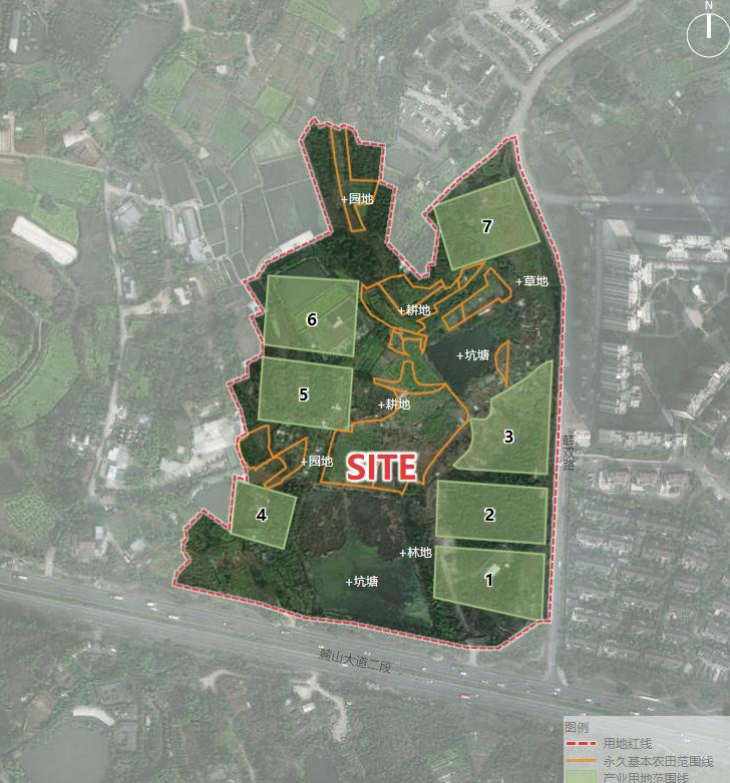 N
+园地
7
+草地
+耕地
6
+坑塘
5
+耕地
3
+园地
SITE
4
2
+林地
1
+坑塘
麓山大道二段
图例
用地红线
永久基本农田范围线
产业用地范围线